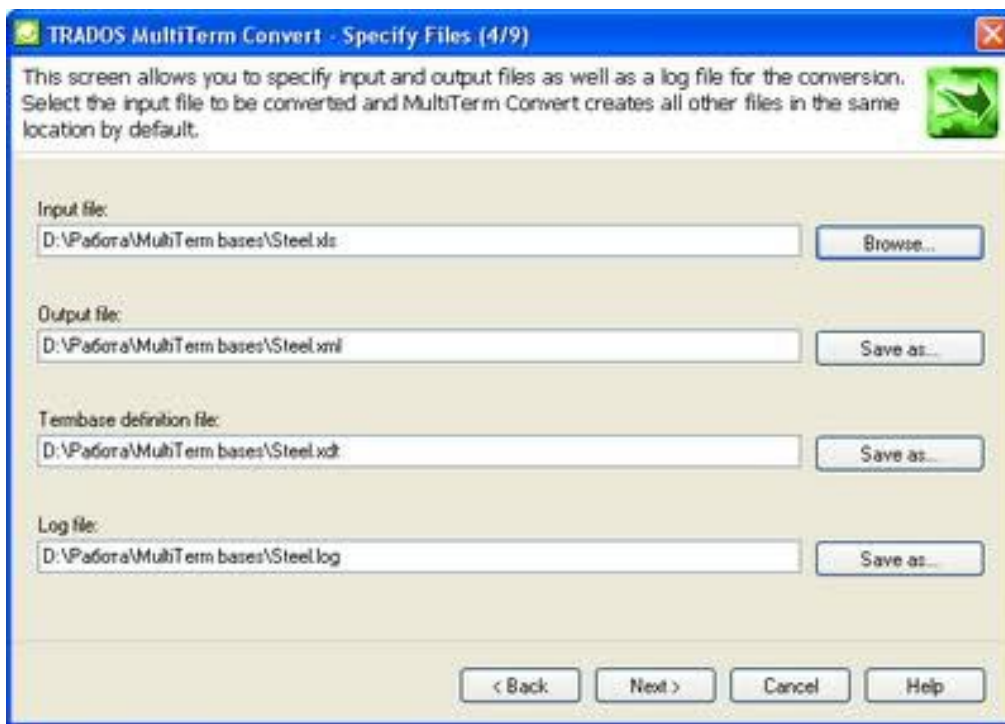 TRADOS MultiTerm Convert - Specify Files (4/9)
This screen allows you to specify input and output files as well as a log file for the conversion.
Select the input file to be converted and MultiTerm Convert creates all other files in the same
location by default.
Input file:
D:\Работа\MultiTerm bases\Steel.xls
Browse...
Output file:
D:\Работа\MultiTerm bases\Steel.xml
Save as...
Termbase definition file:
D:\Работа\MultiTerm bases\Steel.xdt
Save as...
Log file:
D:\Работа\MultiTerm bases\Steel.log
Save as...
< Back Next > Cancel Help